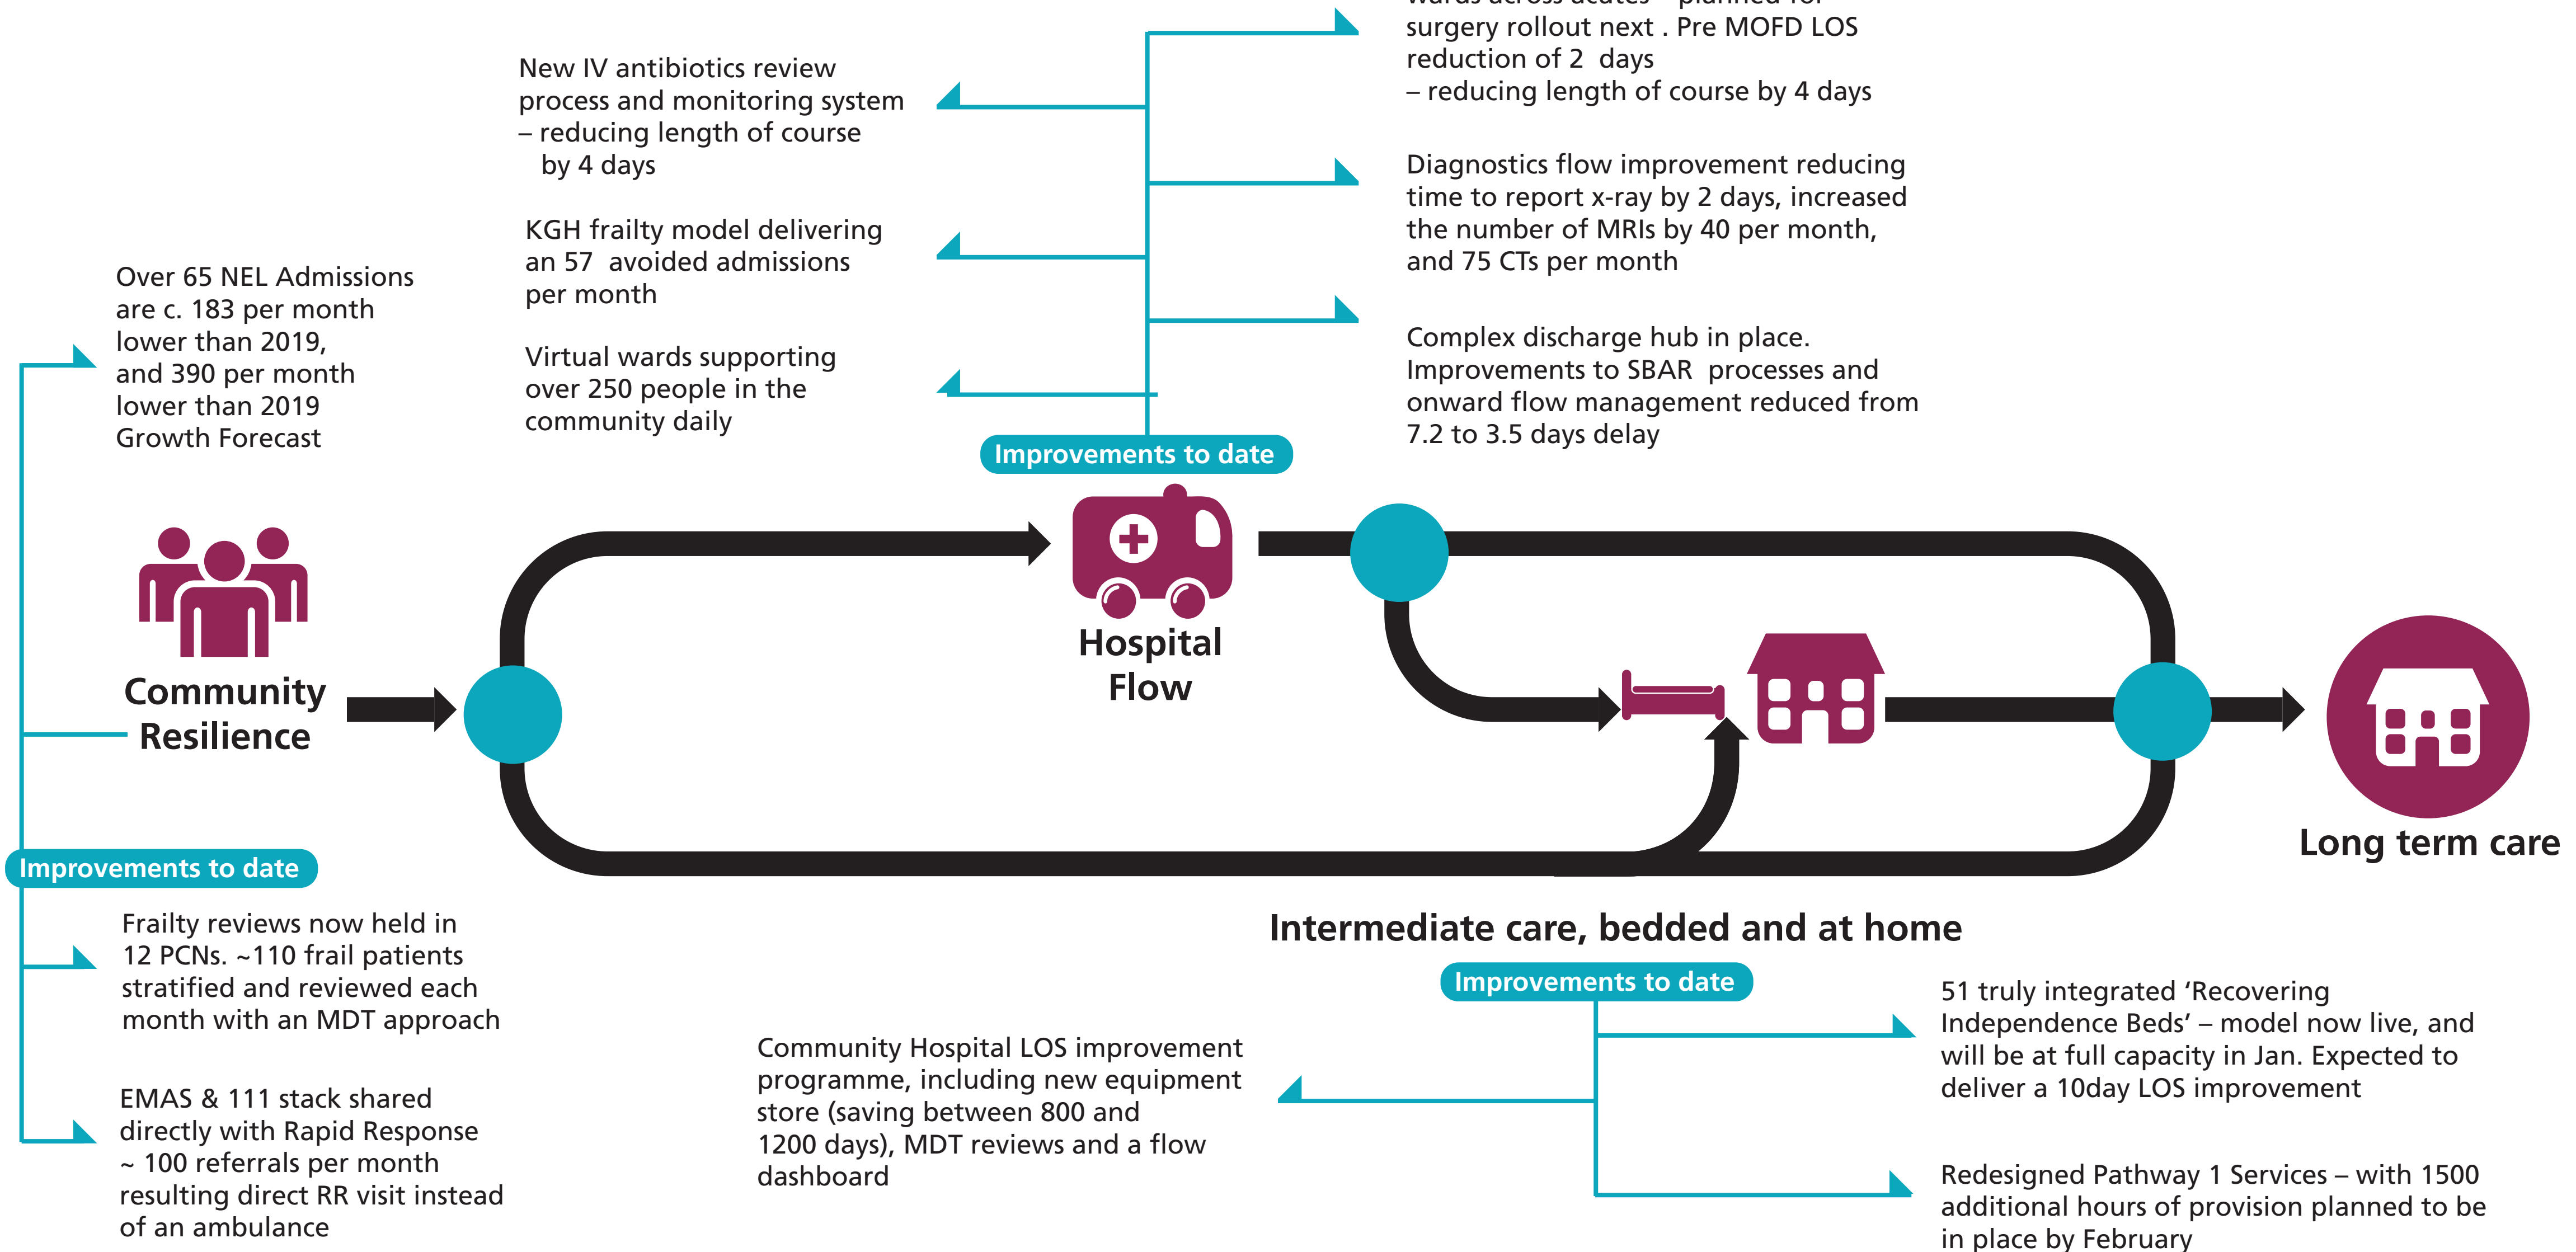 wards across acutes – planned for
surgery rollout next . Pre MOFD LOS
reduction of 2  days
– reducing length of course by 4 days
New IV antibiotics review
process and monitoring system
– reducing length of course
by 4 days
Diagnostics flow improvement reducing
time to report x-ray by 2 days, increased
the number of MRIs by 40 per month,
and 75 CTs per month
KGH frailty model delivering
an 57  avoided admissions
per month
Over 65 NEL Admissions
are c. 183 per month
lower than 2019,
and 390 per month
lower than 2019
Growth Forecast
Virtual wards supporting
over 250 people in the
community daily
Complex discharge hub in place.
Improvements to SBAR  processes and
onward flow management reduced from
7.2 to 3.5 days delay
Improvements to date
Hospital
Flow
Community
Resilience
Long term care
Improvements to date
Frailty reviews now held in
12 PCNs. ~110 frail patients
stratified and reviewed each
month with an MDT approach
EMAS & 111 stack shared
directly with Rapid Response
~ 100 referrals per month
resulting direct RR visit instead
of an ambulance
Intermediate care, bedded and at home
Improvements to date
Community Hospital LOS improvement
programme, including new equipment
store (saving between 800 and
1200 days), MDT reviews and a flow
dashboard
51 truly integrated ‘Recovering
Independence Beds’ – model now live, and
will be at full capacity in Jan. Expected to
deliver a 10day LOS improvement
Redesigned Pathway 1 Services – with 1500
additional hours of provision planned to be
in place by February